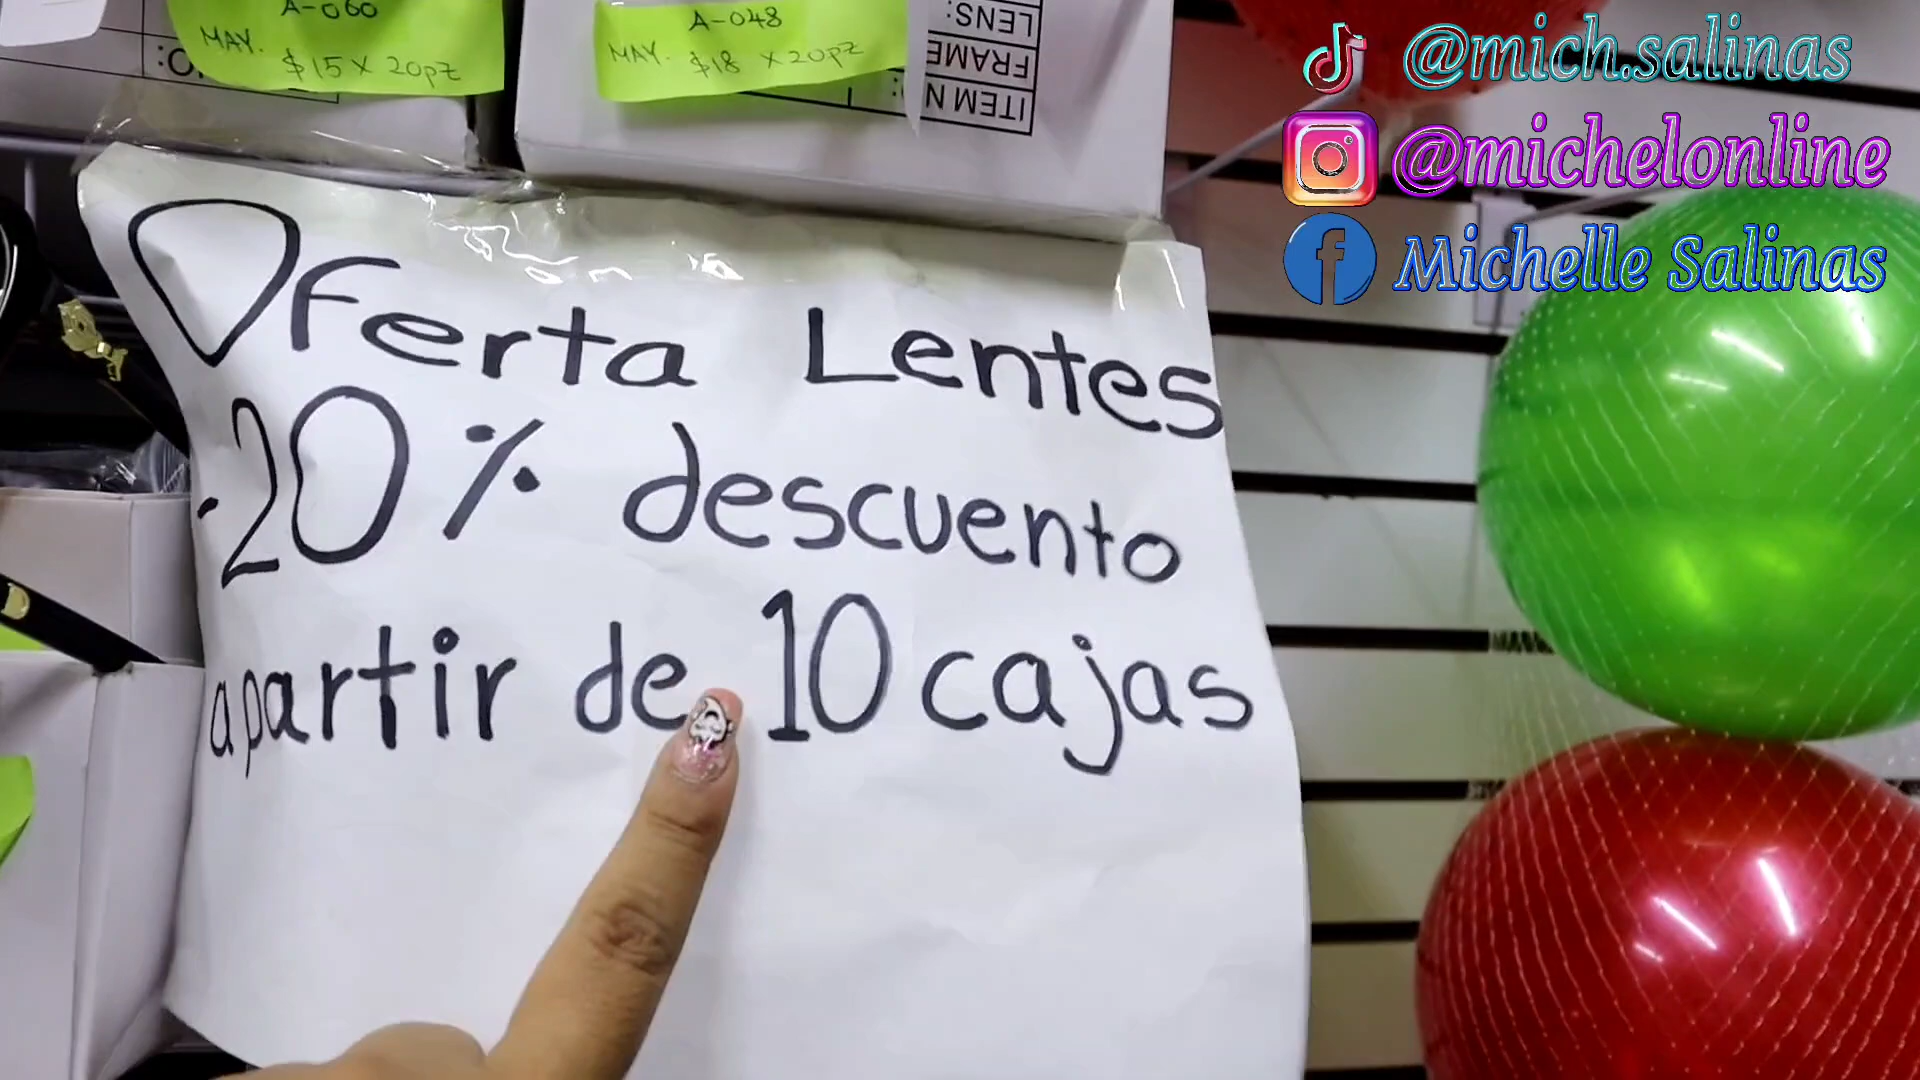 A-060
MAY. $15 X 20pz
A-048
MAY. $18 X 20pz
LENS:
FRAME
ITEM N
@mich.salinas
@michelonline
Michelle Salinas
Oferta Lentes
-20% descuento
apartir de 10 cajas